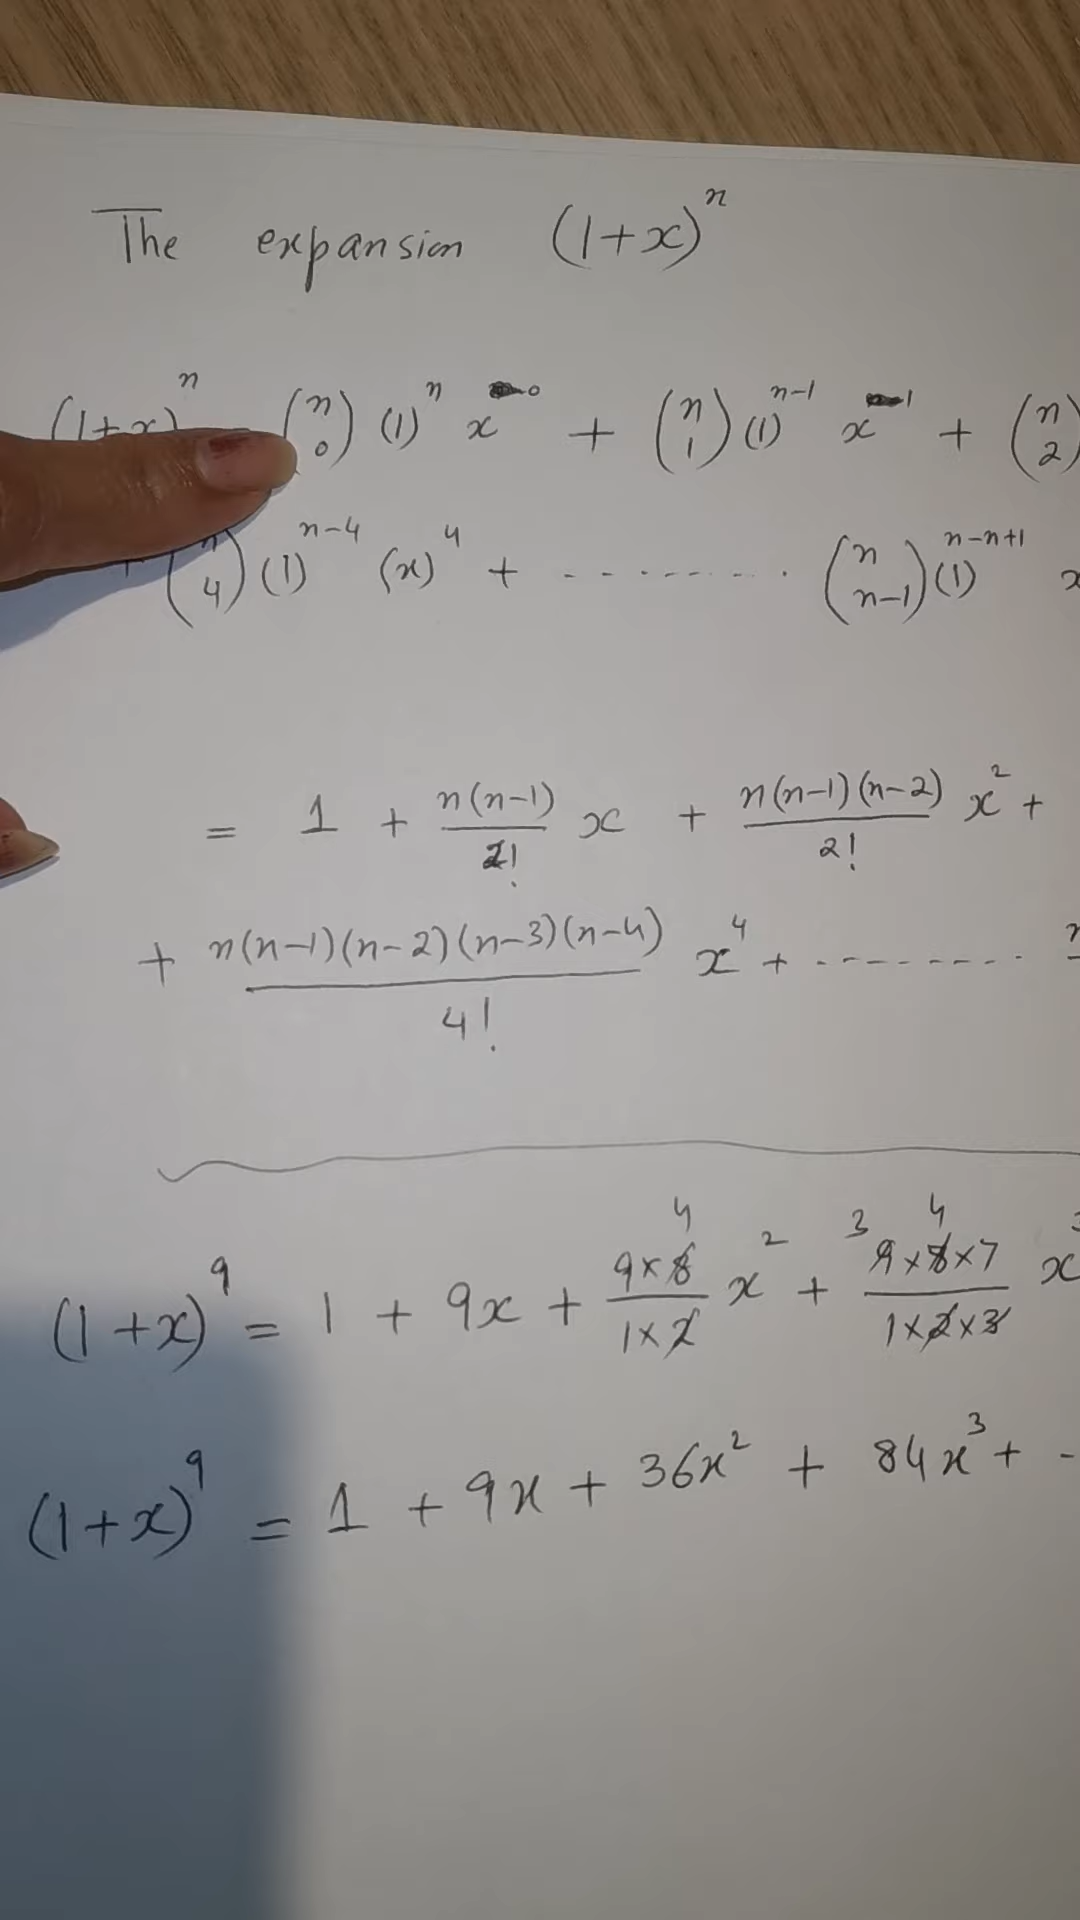 The expansion (1+x)^n
(1+x)^n = (n 0) (1)^n x^0 + (n 1) (1)^(n-1) x^1 + (n 2)
+ (n 4) (1)^(n-4) (x)^4 + - - - - - - - - (n n-1) (1)^(n-n+1) x
= 1 + n(n-1)/2! x + n(n-1)(n-2)/2! x^2 +
+ n(n-1)(n-2)(n-3)(n-4)/4! x^4 + - - - - - - - - n
(1+x)^9 = 1 + 9x + 9×8/1×2 x^2 + 9×8×7/1×2×3 x^3
(1+x)^9 = 1 + 9x + 36x^2 + 84x^3 + -